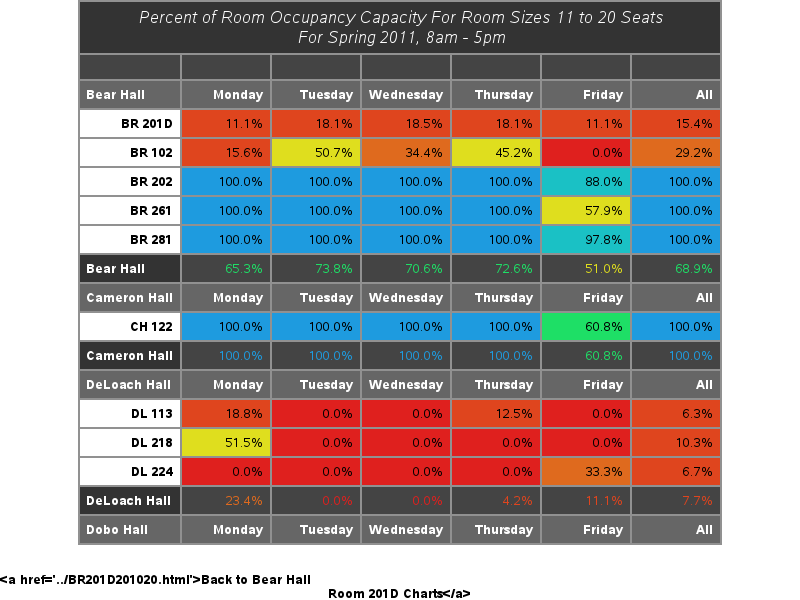 Percent of Room Occupancy Capacity For Room Sizes 11 to 20 Seats
For Spring 2011, 8am - 5pm
Bear Hall Monday Tuesday Wednesday Thursday Friday All
BR 201D 11.1% 18.1% 18.5% 18.1% 11.1% 15.4%
BR 102 15.6% 50.7% 34.4% 45.2% 0.0% 29.2%
BR 202 100.0% 100.0% 100.0% 100.0% 88.0% 100.0%
BR 261 100.0% 100.0% 100.0% 100.0% 57.9% 100.0%
BR 281 100.0% 100.0% 100.0% 100.0% 97.8% 100.0%
Bear Hall 65.3% 73.8% 70.6% 72.6% 51.0% 68.9%
Cameron Hall Monday Tuesday Wednesday Thursday Friday All
CH 122 100.0% 100.0% 100.0% 100.0% 60.8% 100.0%
Cameron Hall 100.0% 100.0% 100.0% 100.0% 60.8% 100.0%
DeLoach Hall Monday Tuesday Wednesday Thursday Friday All
DL 113 18.8% 0.0% 0.0% 12.5% 0.0% 6.3%
DL 218 51.5% 0.0% 0.0% 0.0% 0.0% 10.3%
DL 224 0.0% 0.0% 0.0% 0.0% 33.3% 6.7%
DeLoach Hall 23.4% 0.0% 0.0% 4.2% 11.1% 7.7%
Dobo Hall Monday Tuesday Wednesday Thursday Friday All
<a href='../BR201D201020.html'>Back to Bear Hall
Room 201D Charts</a>